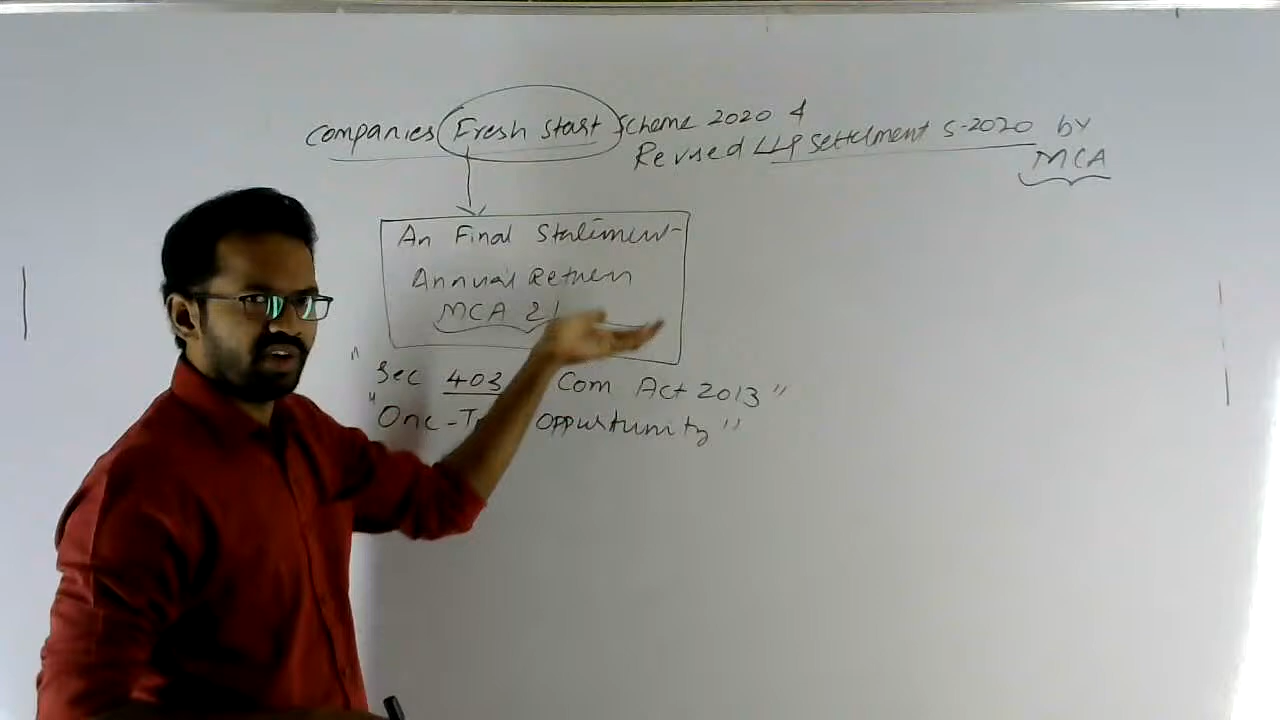 Companies Fresh Start Scheme 2020 &
Revised LLP Settlement S-2020 by
MCA
An Final Statement
Annual Return
MCA 21
"Sec 403 Com Act 2013"
"One- Oppurtunity"